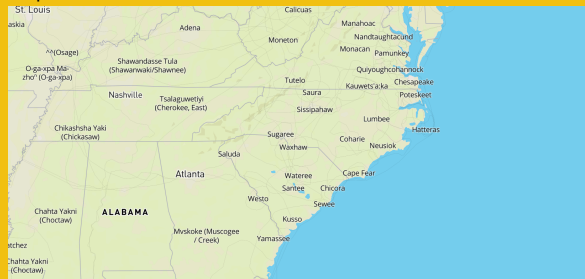 St. Louis
Calicuas
askia
Manahoac
Adena
Nandtaughtacund
Moneton
Monacan
Pamunkey
^^(Osage)
Shawandasse Tula
(Shawanwaki/Shawnee)
O-ga-xpa Ma-
zhoⁿ (O-ga-xpa)
Quiyoughcohannock
Tutelo
Chesapeake
Kauwets'a:ka
Nashville
Saura
Poteskeet
Tsalaguwetiyi
(Cherokee, East)
Sissipahaw
Lumbee
Chikashsha Yaki
(Chickasaw)
Hatteras
Sugaree
Coharie
Neusiok
Waxhaw
Saluda
Atlanta
Wateree
Cape Fear
Santee
Chicora
Westo
Sewee
Chahta Yakni
(Choctaw)
ALABAMA
Kusso
Mvskoke (Muscogee
/ Creek)
Yamassee
atchez
Chahta Yakni
(Choctaw)